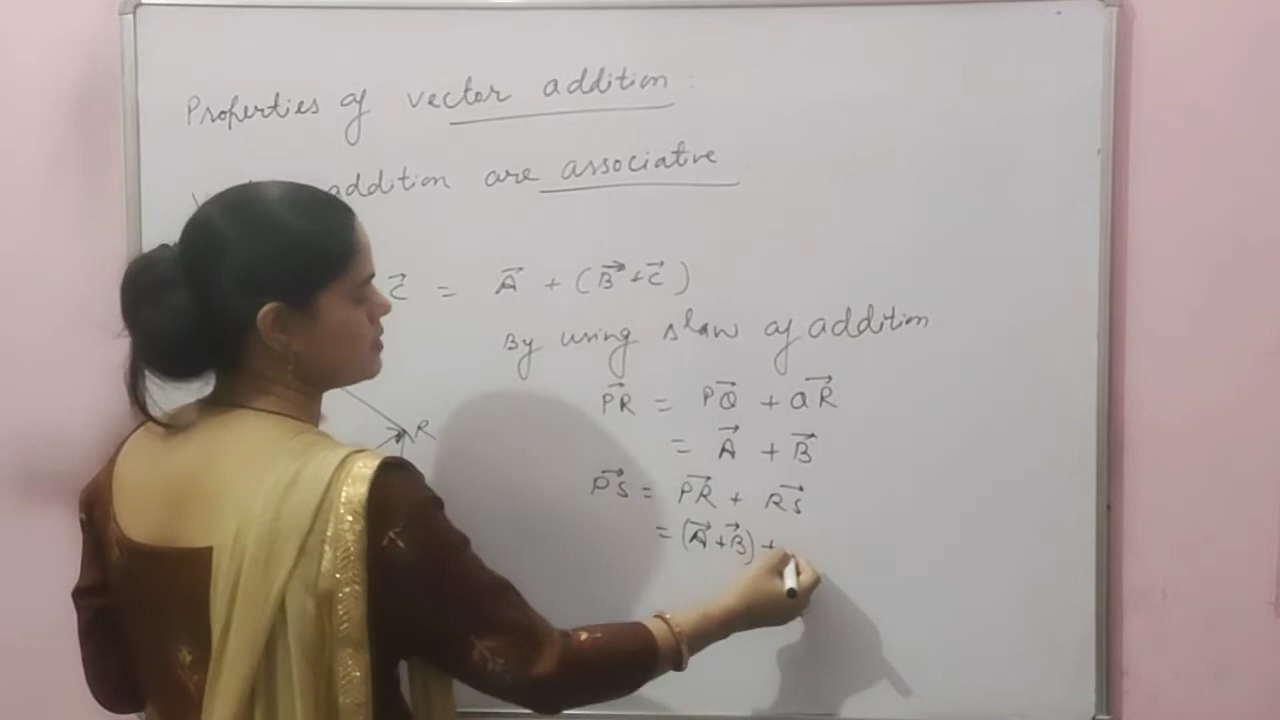 Properties of vector addition :
addition are associative
C⃗ = A⃗ + (B⃗ + C⃗)
By using s law of addition
PR⃗ = PQ⃗ + QR⃗
= A⃗ + B⃗
R
PS⃗ = PR⃗ + RS⃗
= (A⃗ + B⃗) +